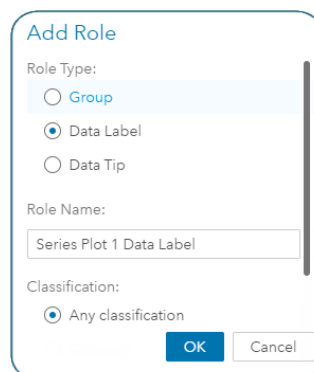 Add Role
Role Type:
Group
Data Label
Data Tip
Role Name:
Series Plot 1 Data Label
Classification:
Any classification
OK Cancel